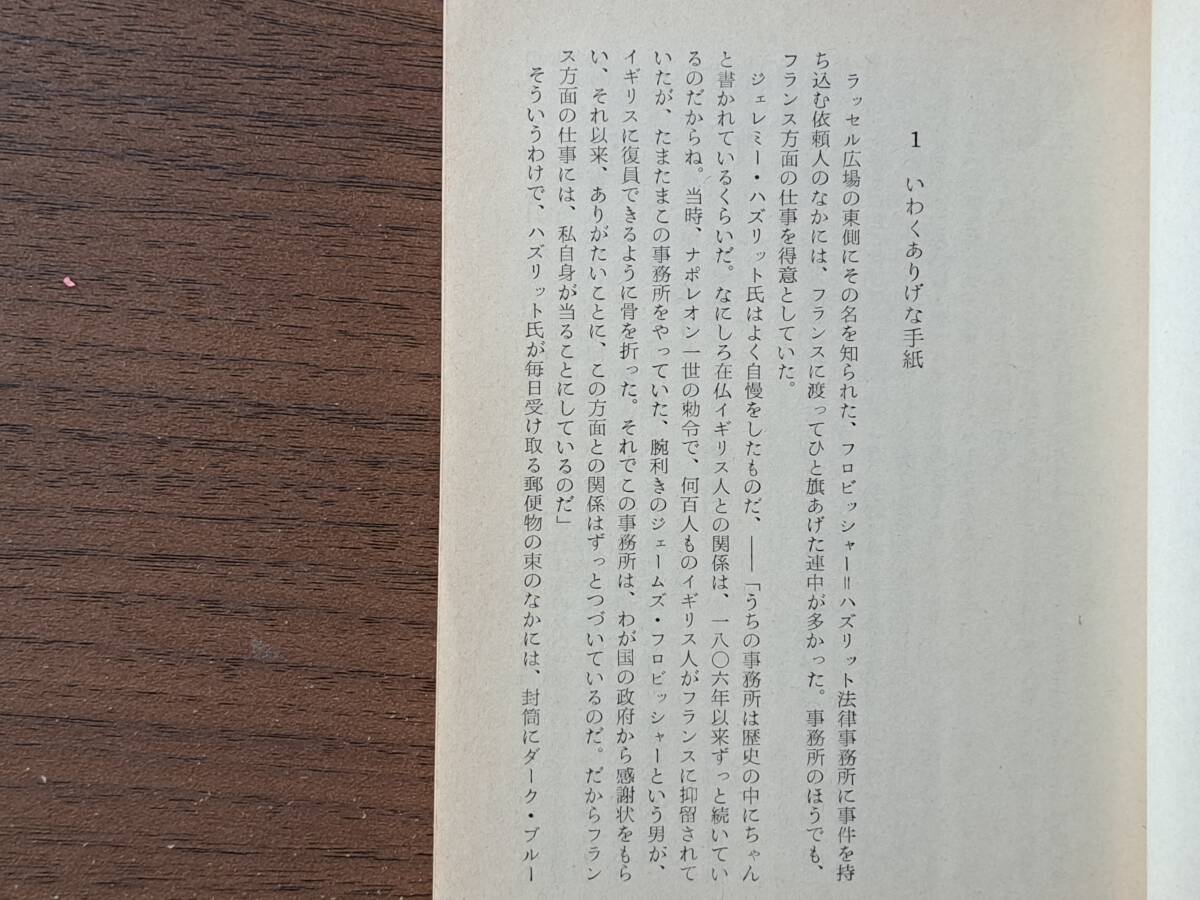 1 いわくありげな手紙
ラッセル広場の東側にその名を知られた、フロビッシャー＝ハズリット法律事務所に事件を持
ち込む依頼人のなかには、フランスに渡ってひと旗あげた連中が多かった。事務所のほうでも、
フランス方面の仕事を得意としていた。
ジェレミー・ハズリット氏はよく自慢をしたものだ、――「うちの事務所は歴史の中にちゃん
と書かれているくらいだ。なにしろ在仏イギリス人との関係は、一八〇六年以来ずっと続いてい
るのだからね。当時、ナポレオン一世の勅令で、何百人ものイギリス人がフランスに抑留されて
いたが、たまたまこの事務所をやっていた、腕利きのジェームズ・フロビッシャーという男が、
イギリスに復員できるように骨を折った。それでこの事務所は、わが国の政府から感謝状をもら
い、それ以来、ありがたいことに、この方面との関係はずっとつづいているのだ。だからフラン
ス方面の仕事には、私自身が当ることにしているのだ」
そういうわけで、ハズリット氏が毎日受け取る郵便物の束のなかには、封筒にダーク・ブルー